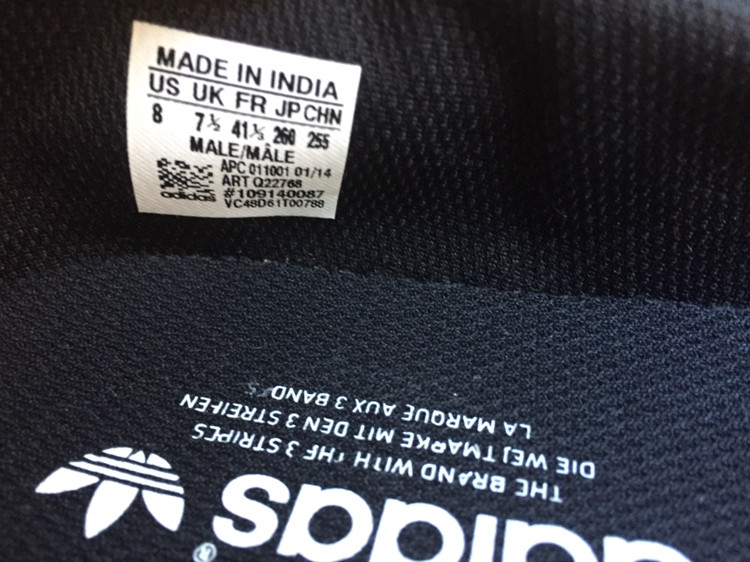 MADE IN INDIA
US UK FR JP CHN
8 7½ 41⅓ 260 255
MALE/MÂLE
APC 011001 01/14
ART Q22768
#109140087
VC48D61T00788
adidas
adidas ®
THE BRAND WITH THE 3 STRIPES
DIE WELTMARKE MIT DEN 3 STREIFEN
LA MARQUE AUX 3 BANDES